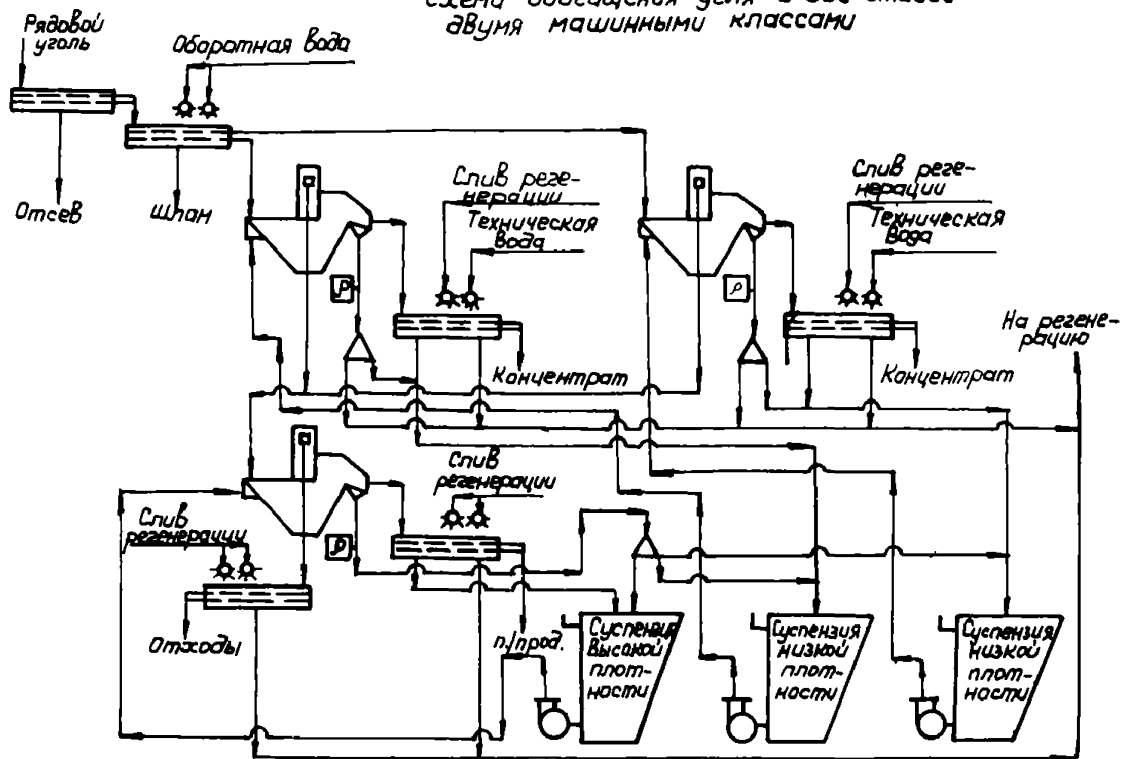 двумя машинными классами
Рядовой
уголь
Оборотная вода
Отсев
Шлам
Слив реге-
нерации
Техническая
вода
Слив реге-
нерации
Техническая
вода
На регене-
рацию
ρ
ρ
Концентрат
Концентрат
Слив
регенерации
Слив
регенерации
ρ
Отходы
п/прод.
Суспензия
высокой
плот-
ности
Суспензия
низкой
плот-
ности
Суспензия
низкой
плот-
ности